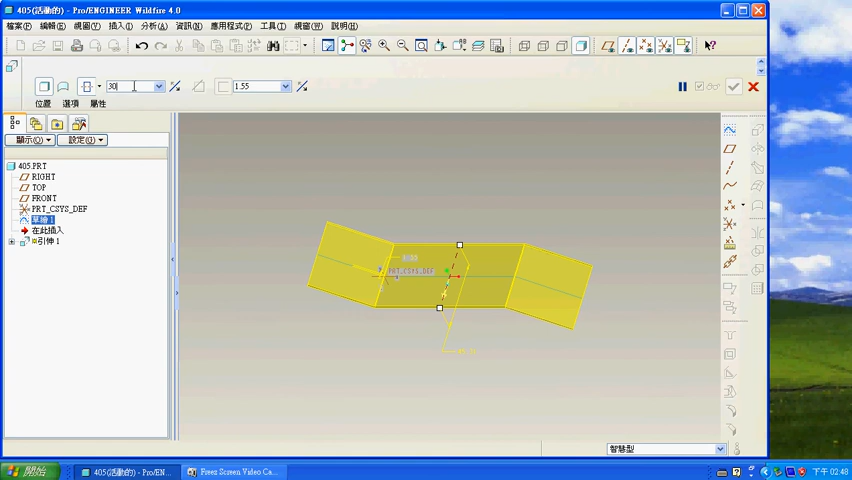 405(活動的) - Pro/ENGINEER Wildfire 4.0
檔案(F) 編輯(E) 視圖(V) 插入(I) 分析(A) 資訊(N) 應用程式(P) 工具(T) 視窗(W) 說明(H)
30 1.55
位置 選項 屬性
顯示(O) 設定(G)
405.PRT
RIGHT
TOP
FRONT
PRT_CSYS_DEF
草繪 1
在此插入
引伸 1
PRT_CSYS_DEF
智慧型
開始 405(活動的) - Pro/EN... Freez Screen Video Ca... 下午 02:48